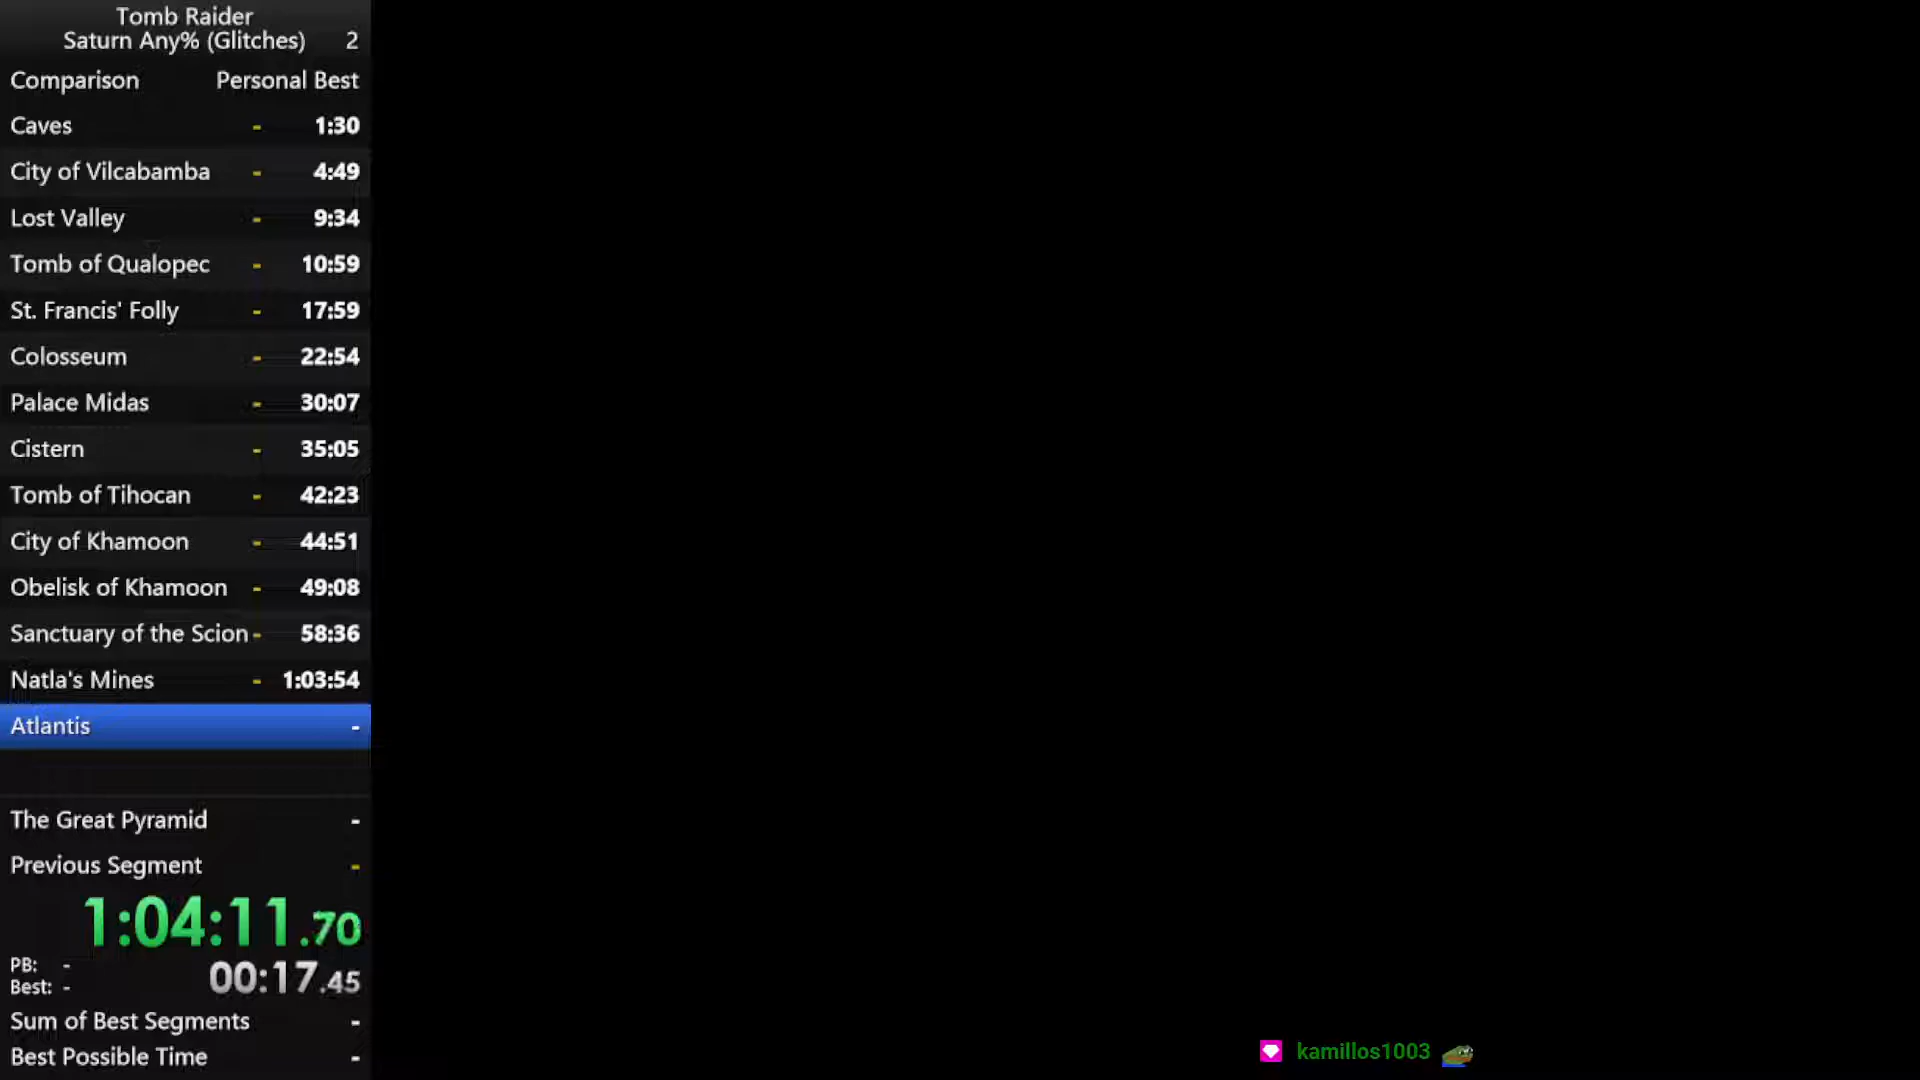 Tomb Raider
Saturn Any% (Glitches) 2
Comparison Personal Best
Caves - 1:30
City of Vilcabamba - 4:49
Lost Valley - 9:34
Tomb of Qualopec - 10:59
St. Francis' Folly - 17:59
Colosseum - 22:54
Palace Midas - 30:07
Cistern - 35:05
Tomb of Tihocan - 42:23
City of Khamoon - 44:51
Obelisk of Khamoon - 49:08
Sanctuary of the Scion - 58:36
Natla's Mines - 1:03:54
Atlantis -
The Great Pyramid -
Previous Segment -
1:04:11.70
PB: -
Best: -
00:17.45
Sum of Best Segments -
Best Possible Time -
kamillos1003